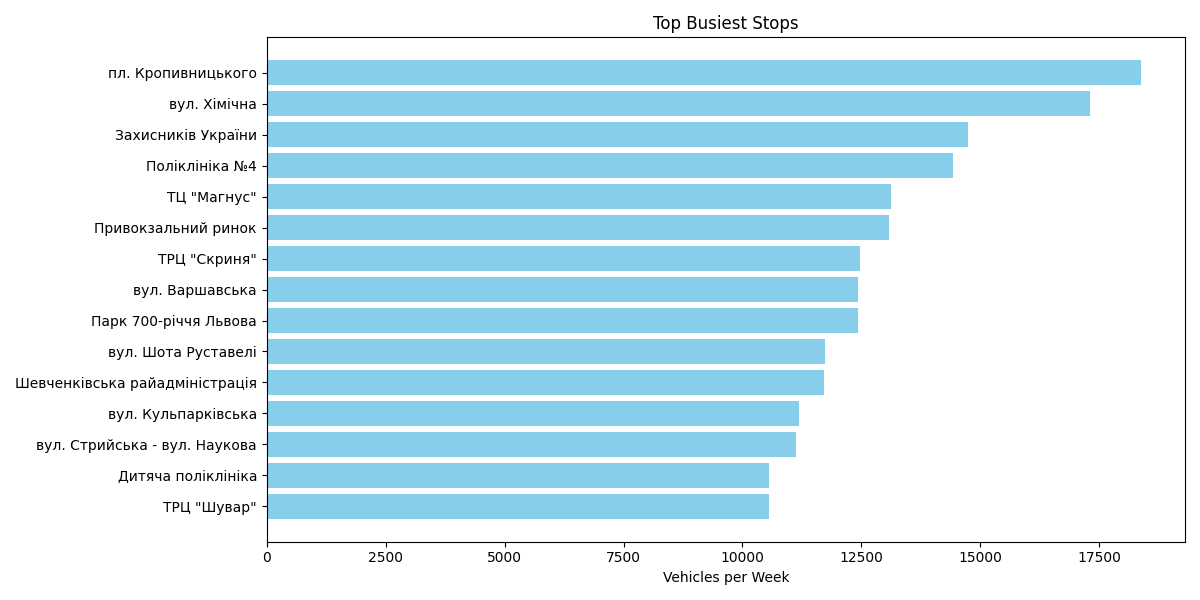 Top Busiest Stops
пл. Кропивницького
вул. Хімічна
Захисників України
Поліклініка №4
ТЦ "Магнус"
Привокзальний ринок
ТРЦ "Скриня"
вул. Варшавська
Парк 700-річчя Львова
вул. Шота Руставелі
Шевченківська райадміністрація
вул. Кульпарківська
вул. Стрийська - вул. Наукова
Дитяча поліклініка
ТРЦ "Шувар"
0 2500 5000 7500 10000 12500 15000 17500
Vehicles per Week